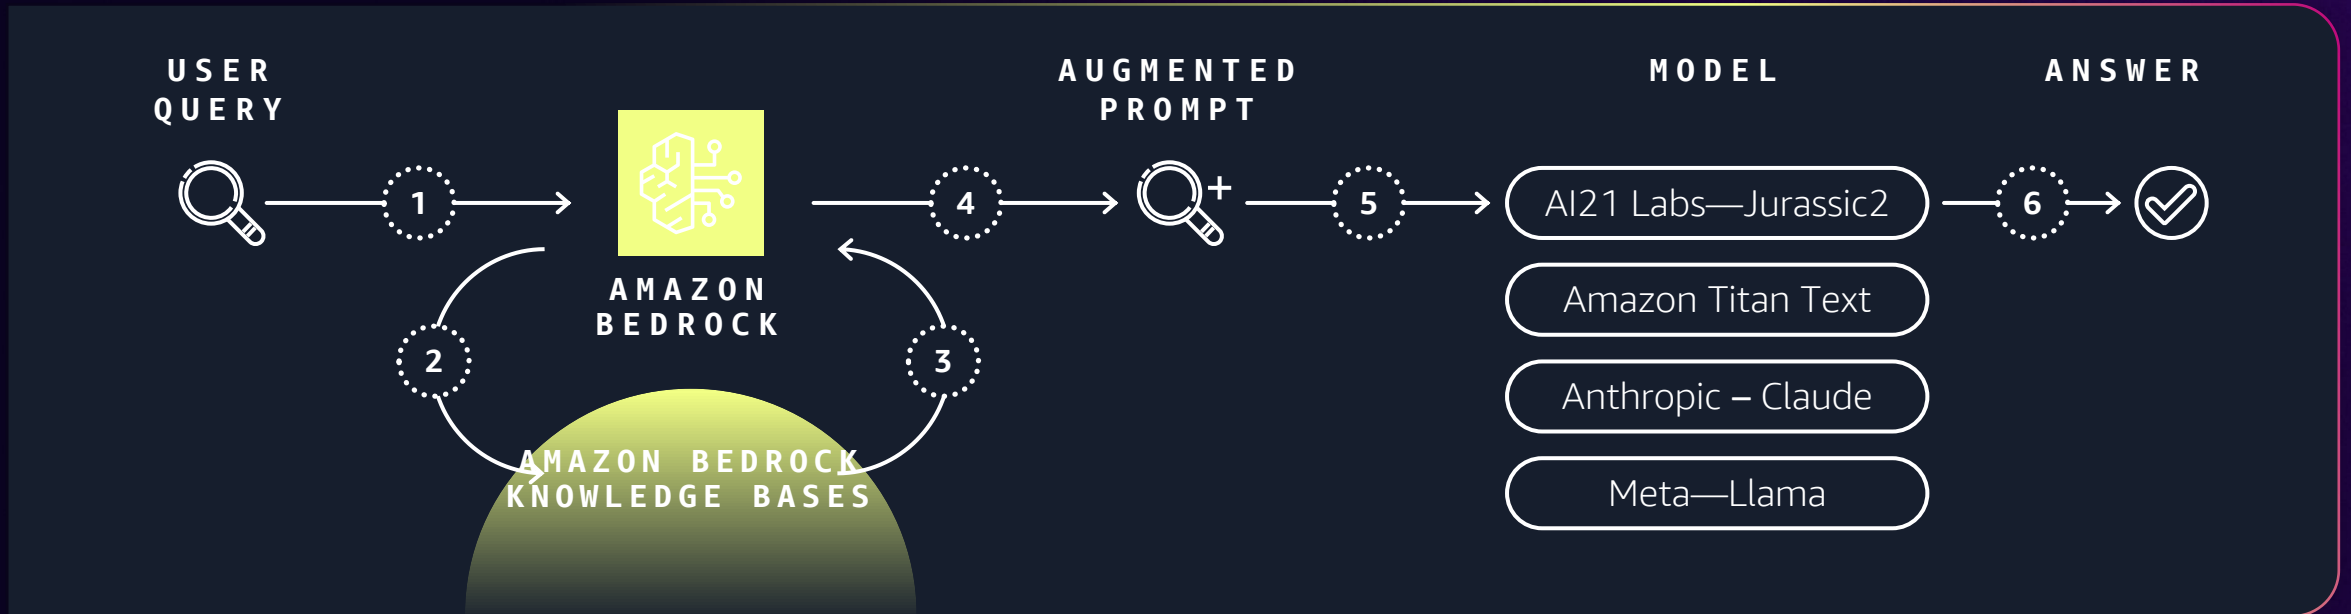 USER
QUERY
1
AMAZON
BEDROCK
2
3
AMAZON BEDROCK
KNOWLEDGE BASES
4
AUGMENTED
PROMPT
5
MODEL
AI21 Labs—Jurassic2
Amazon Titan Text
Anthropic – Claude
Meta—Llama
6
ANSWER